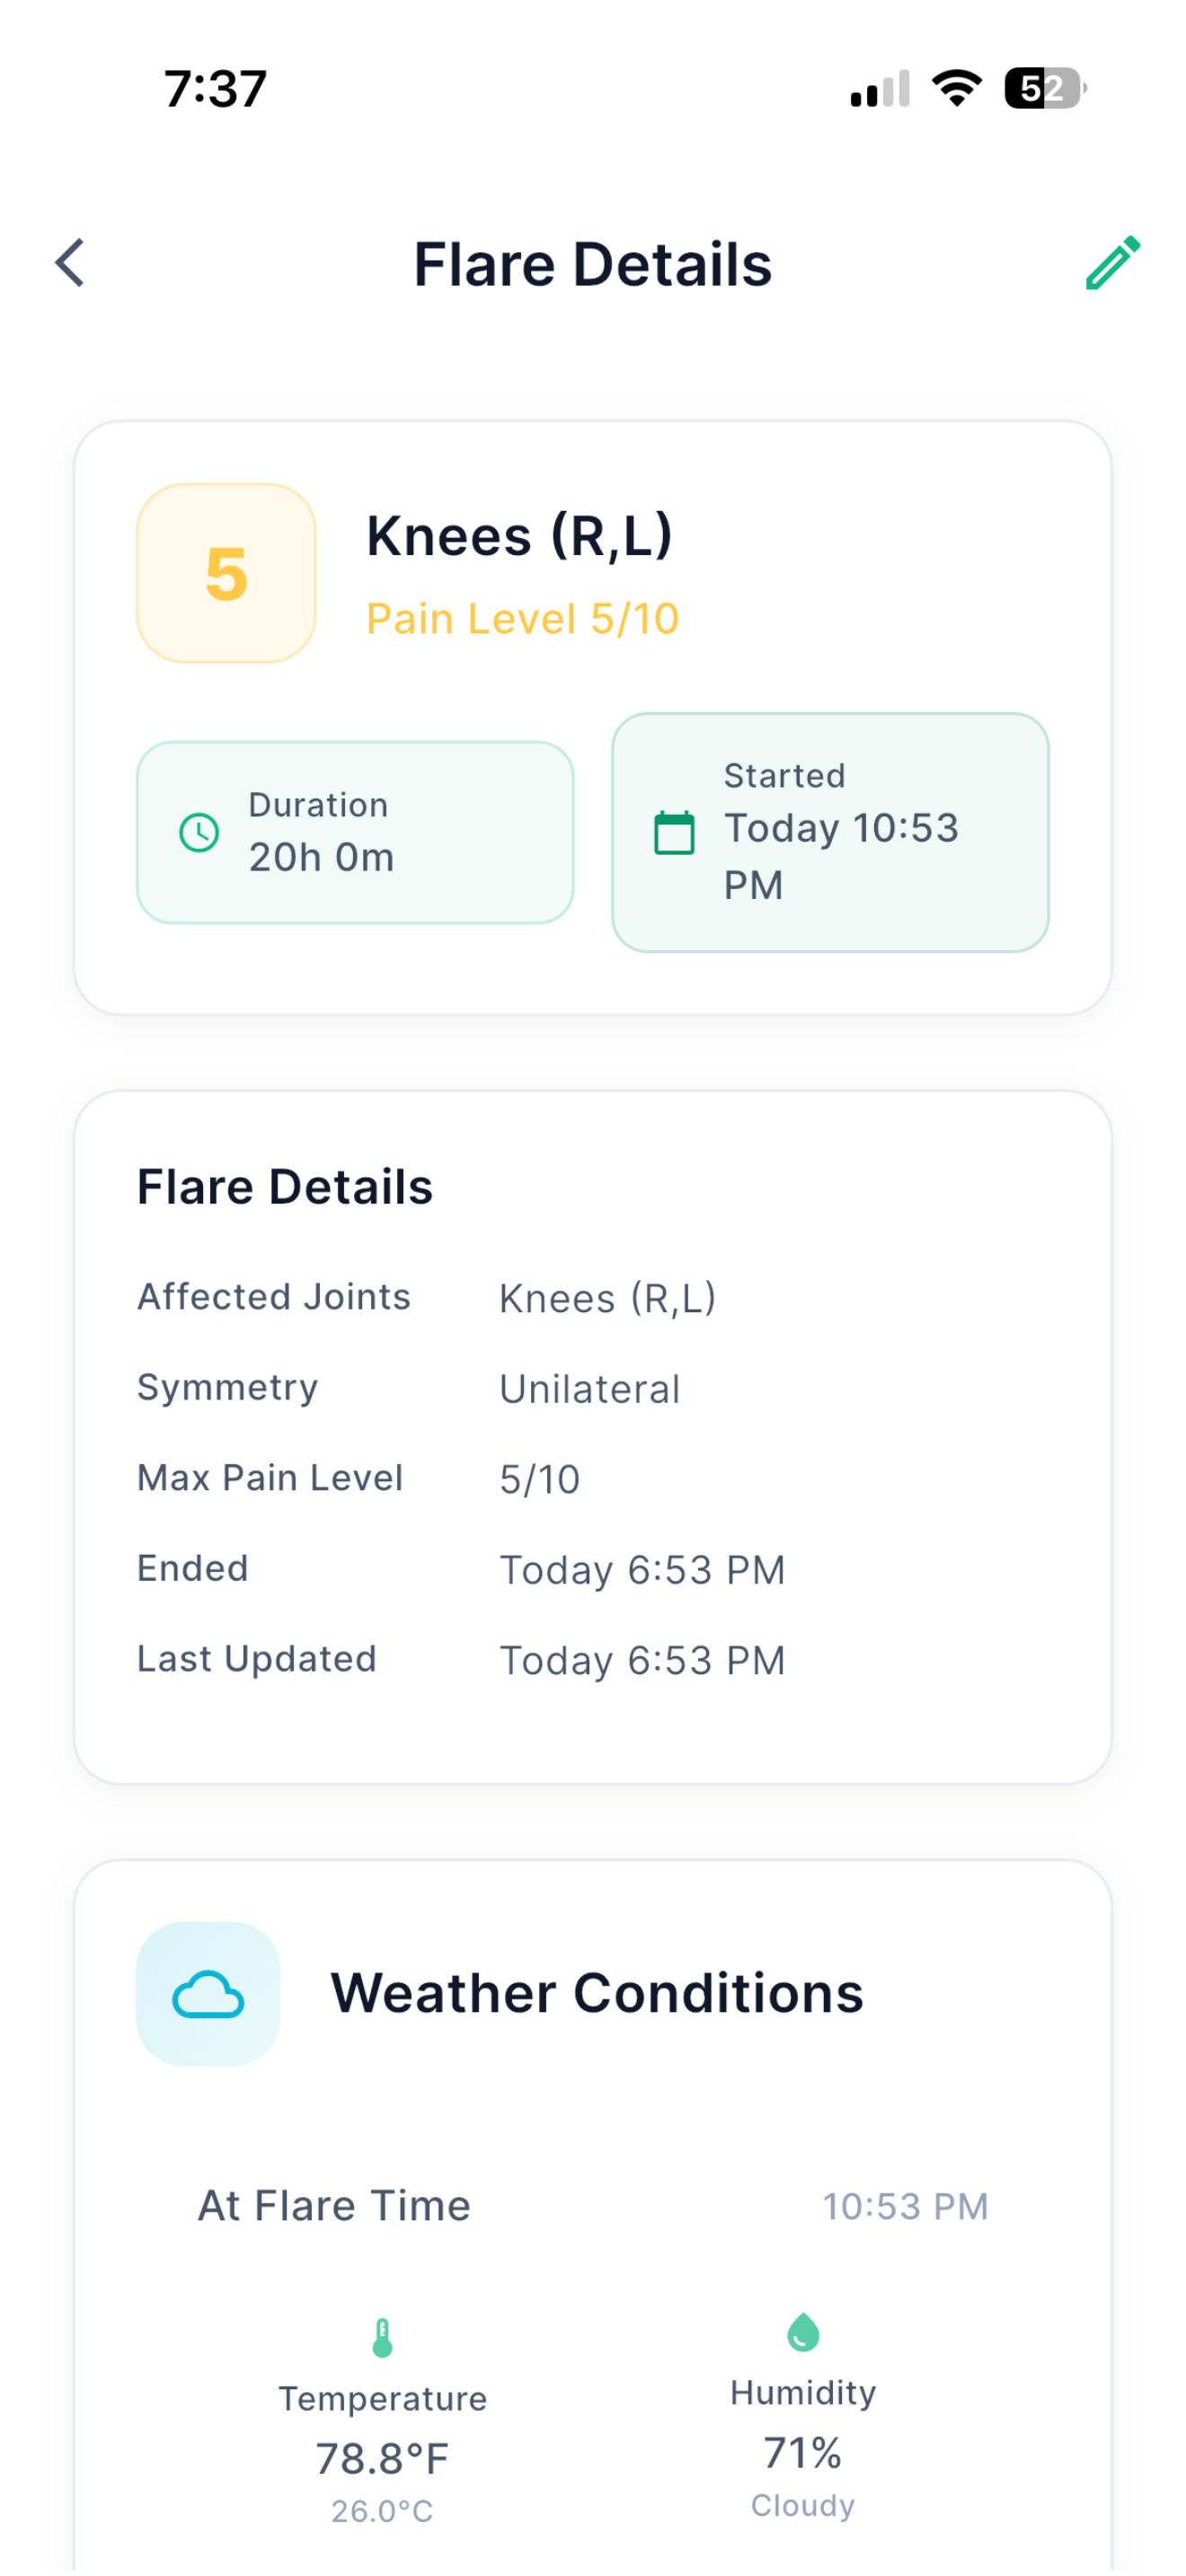 7:37
52
Flare Details
5
Knees (R,L)
Pain Level 5/10
Duration
20h 0m
Started
Today 10:53
PM
Flare Details
Affected Joints Knees (R,L)
Symmetry Unilateral
Max Pain Level 5/10
Ended Today 6:53 PM
Last Updated Today 6:53 PM
Weather Conditions
At Flare Time 10:53 PM
Temperature
78.8°F
26.0°C
Humidity
71%
Cloudy